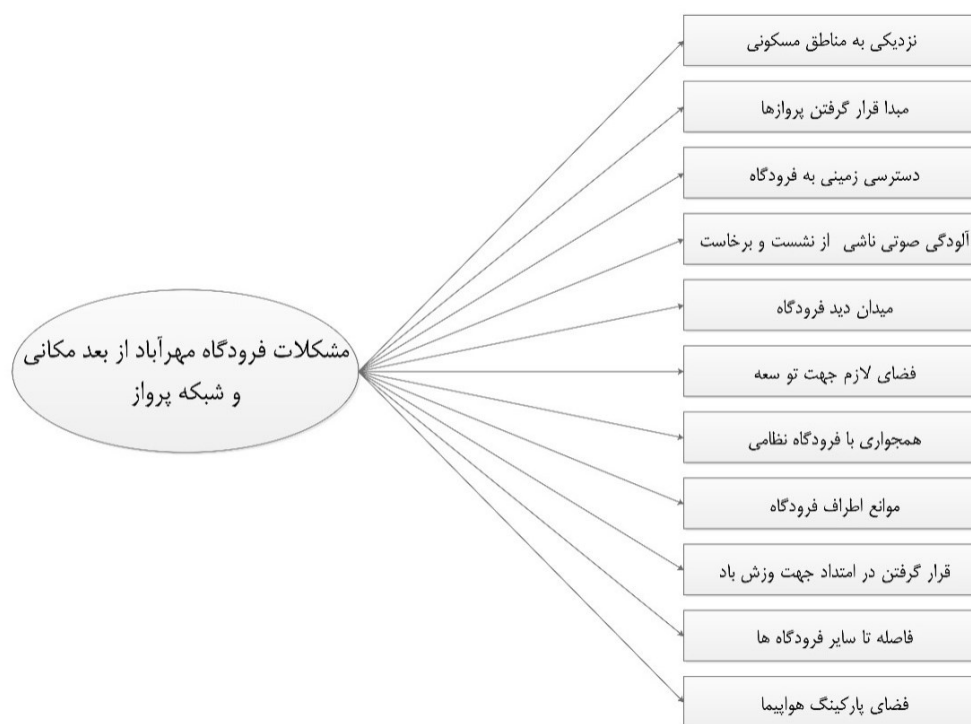 نزدیکی به مناطق مسکونی
مبدا قرار گرفتن پروازها
دسترسی زمینی به فرودگاه
آلودگی صوتی ناشی از نشست و برخاست
میدان دید فرودگاه
مشکلات فرودگاه مهرآباد از بعد مکانی
و شبکه پرواز
فضای لازم جهت تو سعه
همجواری با فرودگاه نظامی
موانع اطراف فرودگاه
قرار گرفتن در امتداد جهت وزش باد
فاصله تا سایر فرودگاه ها
فضای پارکینگ هواپیما